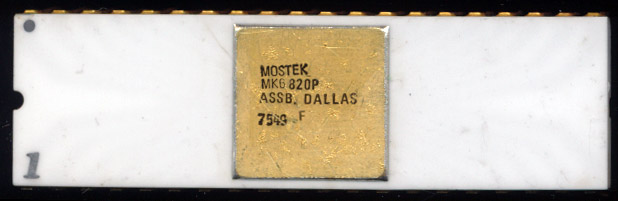 MOSTEK
MK6820P
ASSB. DALLAS
7549 F
1